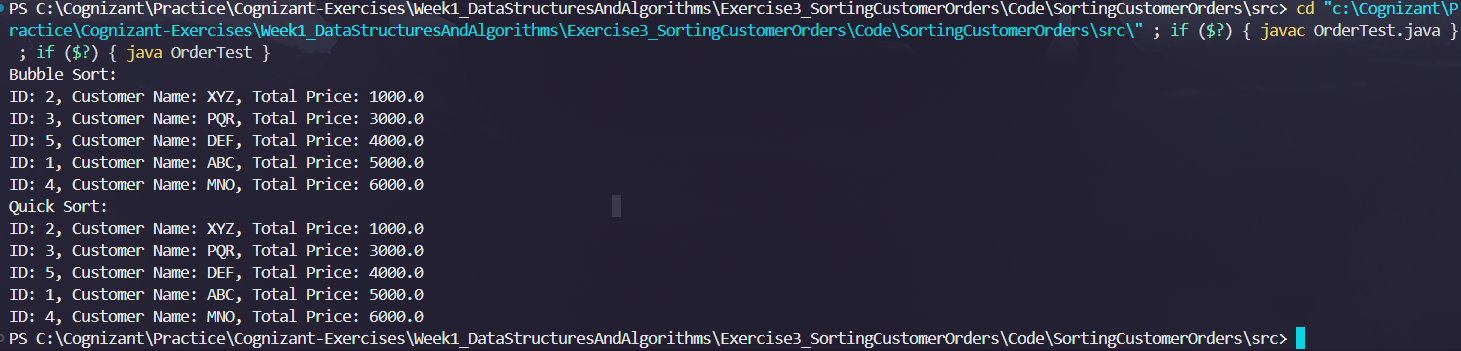 PS C:\Cognizant\Practice\Cognizant-Exercises\Week1_DataStructuresAndAlgorithms\Exercise3_SortingCustomerOrders\Code\SortingCustomerOrders\src> cd "c:\Cognizant\P
ractice\Cognizant-Exercises\Week1_DataStructuresAndAlgorithms\Exercise3_SortingCustomerOrders\Code\SortingCustomerOrders\src\" ; if ($?) { javac OrderTest.java }
 ; if ($?) { java OrderTest }
Bubble Sort:
ID: 2, Customer Name: XYZ, Total Price: 1000.0
ID: 3, Customer Name: PQR, Total Price: 3000.0
ID: 5, Customer Name: DEF, Total Price: 4000.0
ID: 1, Customer Name: ABC, Total Price: 5000.0
ID: 4, Customer Name: MNO, Total Price: 6000.0
Quick Sort:
ID: 2, Customer Name: XYZ, Total Price: 1000.0
ID: 3, Customer Name: PQR, Total Price: 3000.0
ID: 5, Customer Name: DEF, Total Price: 4000.0
ID: 1, Customer Name: ABC, Total Price: 5000.0
ID: 4, Customer Name: MNO, Total Price: 6000.0
PS C:\Cognizant\Practice\Cognizant-Exercises\Week1_DataStructuresAndAlgorithms\Exercise3_SortingCustomerOrders\Code\SortingCustomerOrders\src>